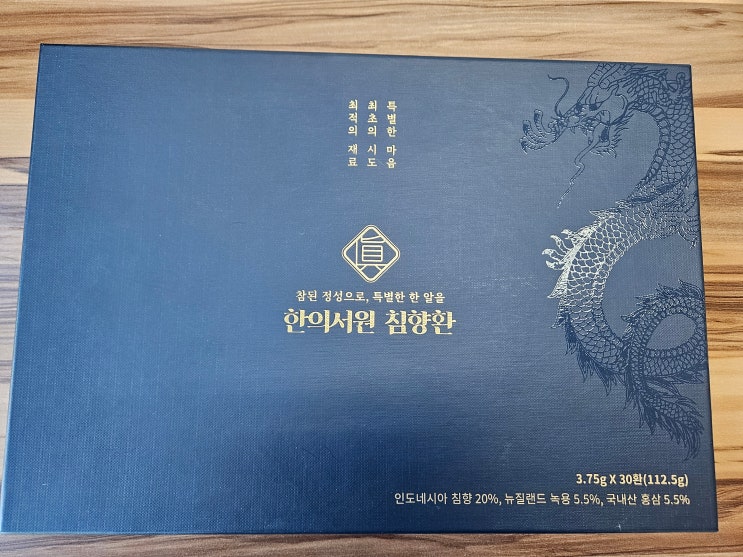 특별한 마음
최초의 시도
최적의 재료
眞
참된 정성으로, 특별한 한 알을
한의서원 침향환
3.75g X 30환(112.5g)
인도네시아 침향 20%, 뉴질랜드 녹용 5.5%, 국내산 홍삼 5.5%